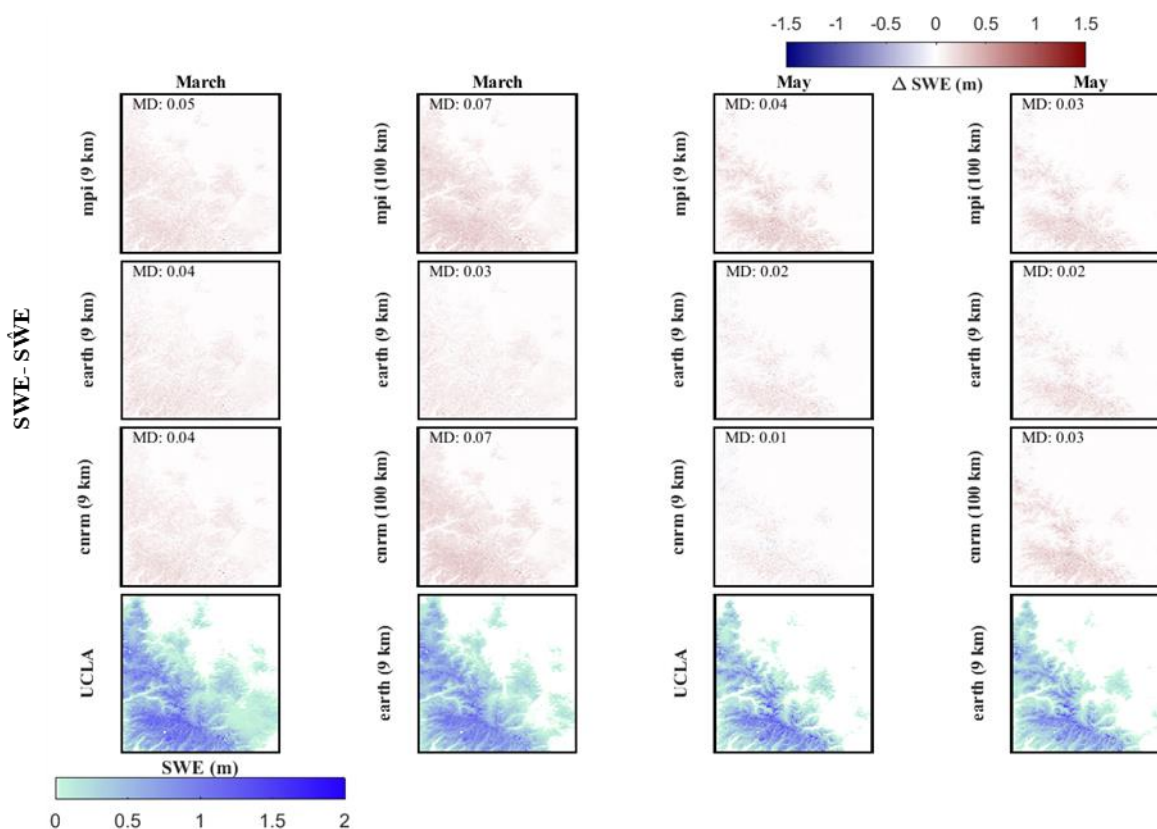 -1.5 -1 -0.5 0 0.5 1 1.5
Δ SWE (m)
March March May May
SWE- SŴE
mpi (9 km)
MD: 0.05
mpi (100 km)
MD: 0.07
mpi (9 km)
MD: 0.04
mpi (100 km)
MD: 0.03
earth (9 km)
MD: 0.04
earth (9 km)
MD: 0.03
earth (9 km)
MD: 0.02
earth (9 km)
MD: 0.02
cnrm (9 km)
MD: 0.04
cnrm (100 km)
MD: 0.07
cnrm (9 km)
MD: 0.01
cnrm (100 km)
MD: 0.03
UCLA
earth (9 km)
UCLA
earth (9 km)
SWE (m)
0 0.5 1 1.5 2